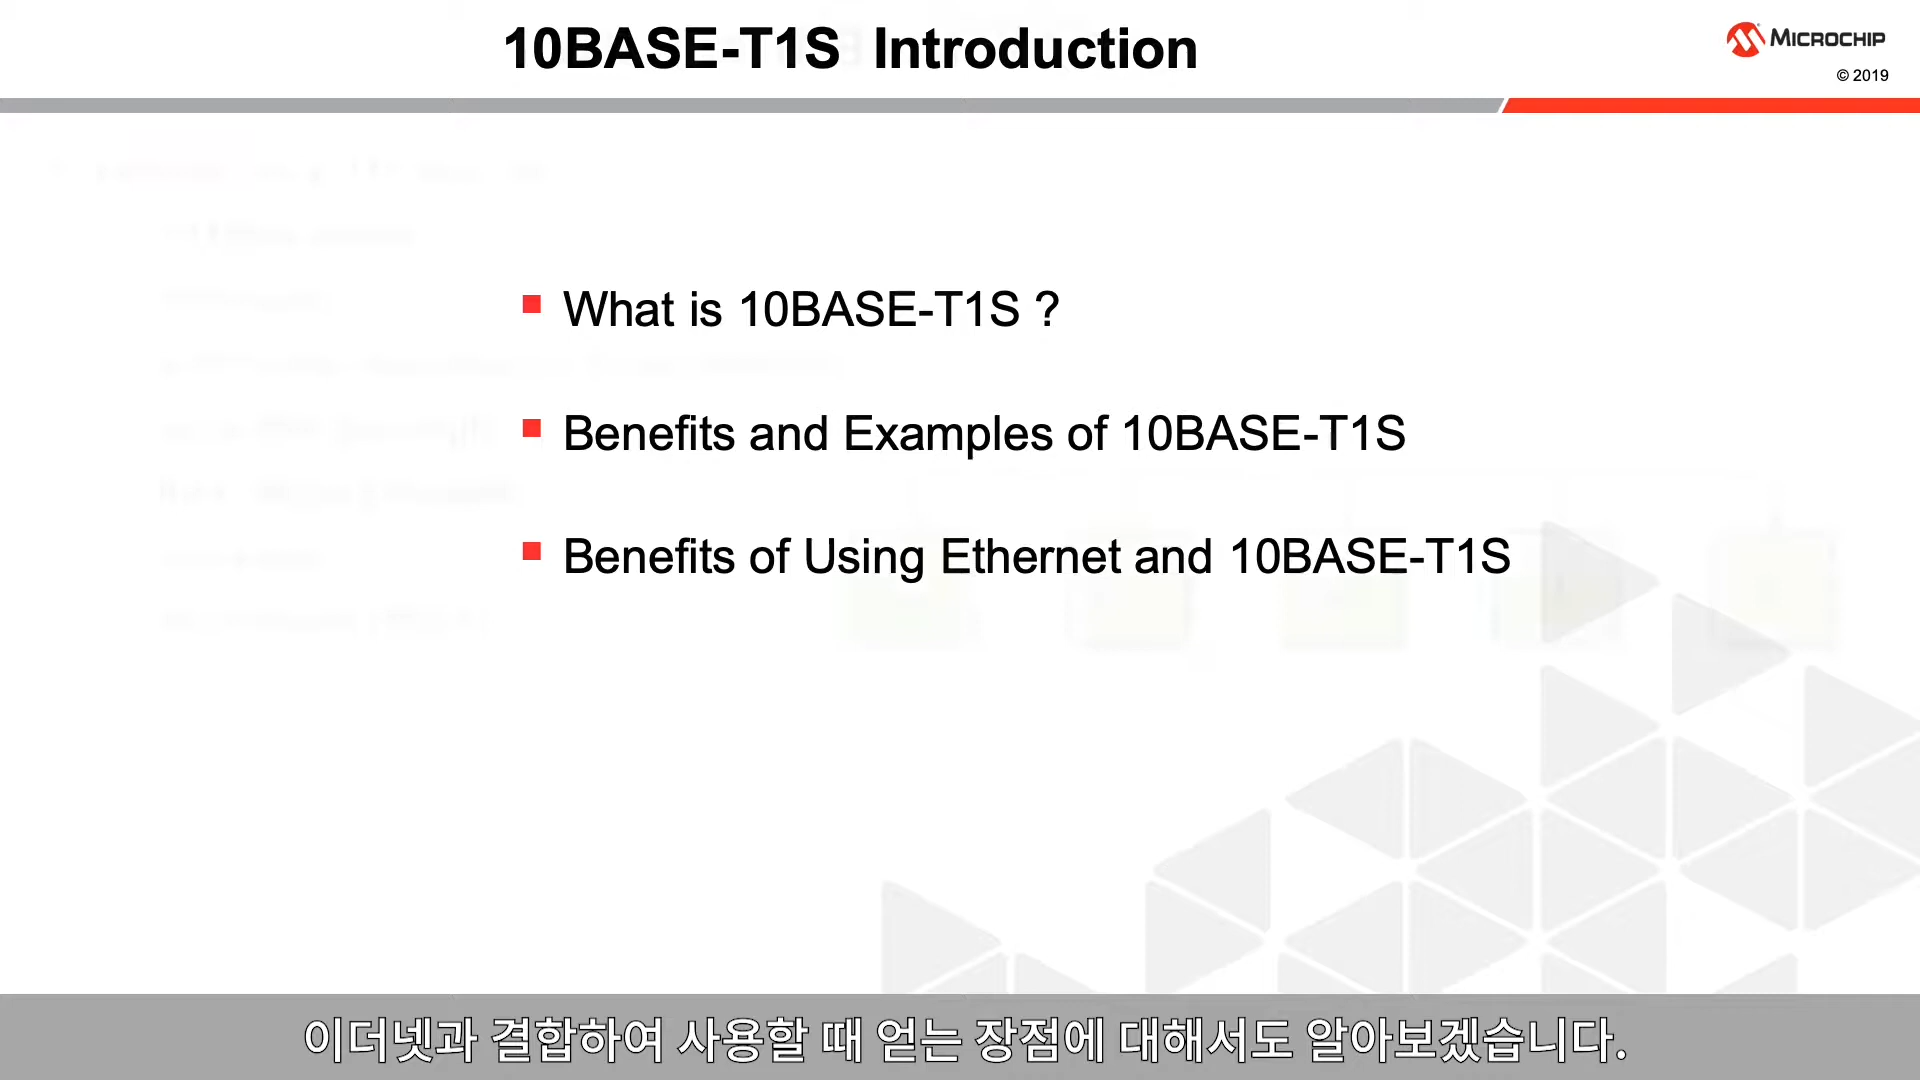 10BASE-T1S Introduction
MICROCHIP
© 2019
What is 10BASE-T1S ?
Benefits and Examples of 10BASE-T1S
Benefits of Using Ethernet and 10BASE-T1S
이더넷과 결합하여 사용할 때 얻는 장점에 대해서도 알아보겠습니다.